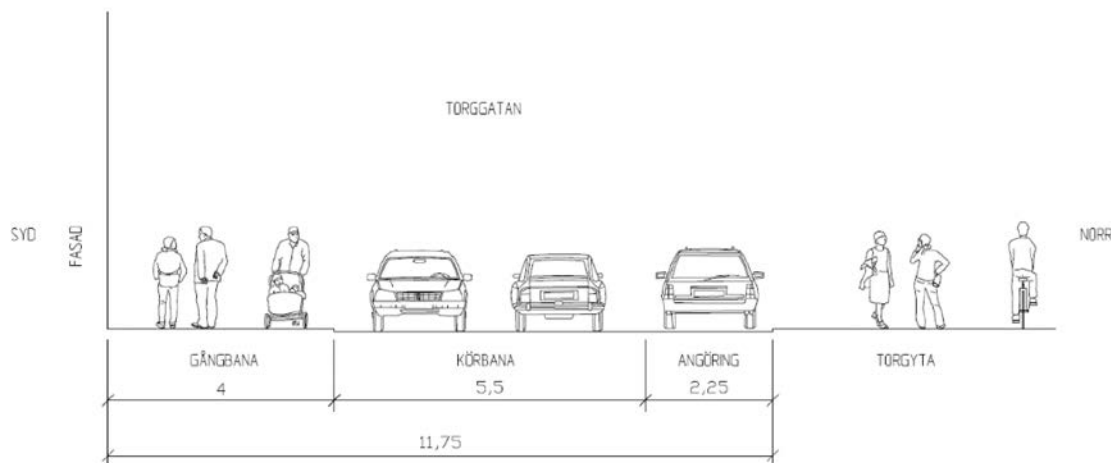 TORGGATAN
SYD
FASAD
NORR
GÅNGBANA
KÖRBANA
ANGÖRING
TORGYTA
4
5,5
2,25
11,75